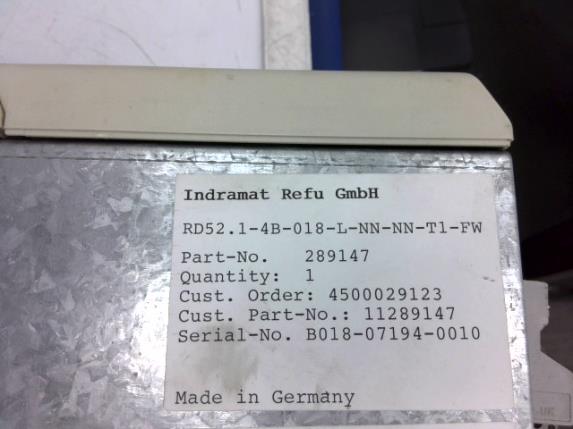 Indramat Refu GmbH
RD52.1-4B-018-L-NN-NN-T1-FW
Part-No. 289147
Quantity: 1
Cust. Order: 4500029123
Cust. Part-No.: 11289147
Serial-No. B018-07194-0010
Made in Germany